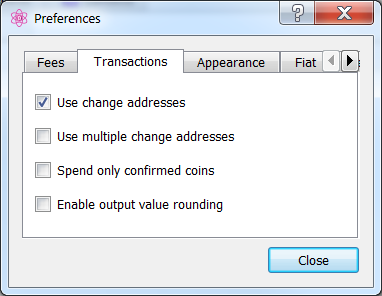 Preferences
Fees Transactions Appearance Fiat
Use change addresses
Use multiple change addresses
Spend only confirmed coins
Enable output value rounding
Close